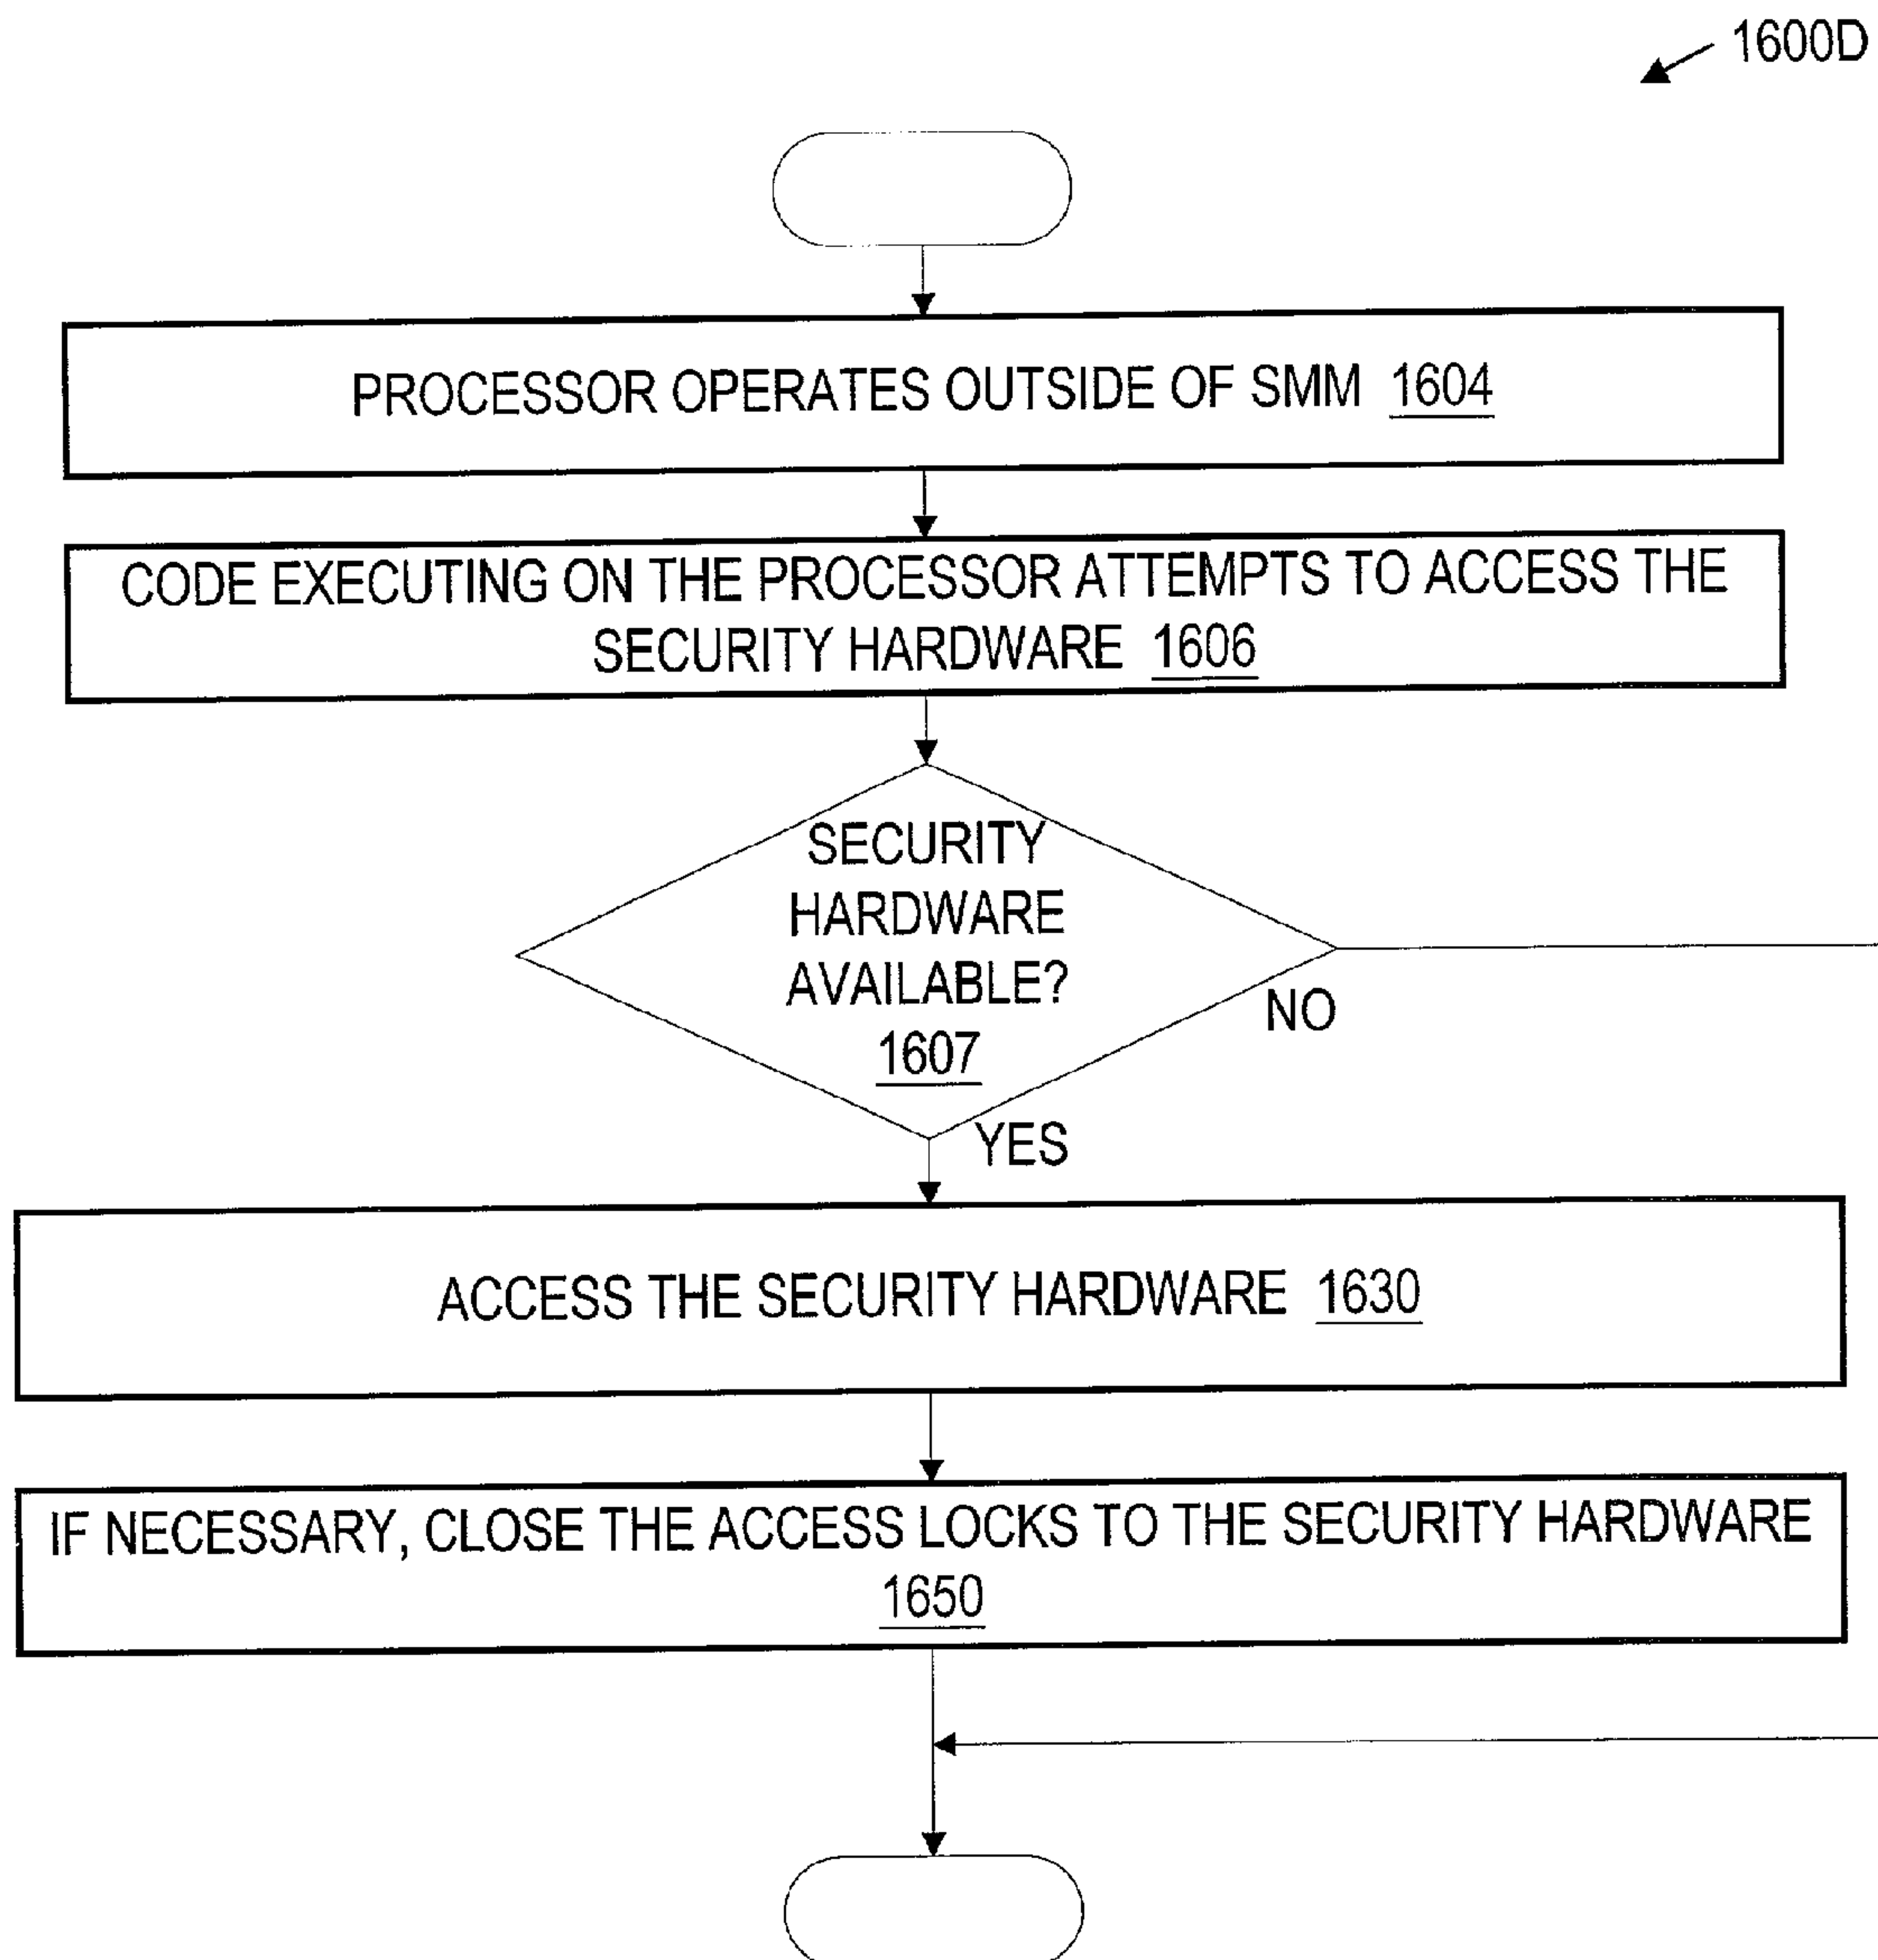 1600D
PROCESSOR OPERATES OUTSIDE OF SMM 1604
CODE EXECUTING ON THE PROCESSOR ATTEMPTS TO ACCESS THE
SECURITY HARDWARE 1606
SECURITY
HARDWARE
AVAILABLE?
1607
NO
YES
ACCESS THE SECURITY HARDWARE 1630
IF NECESSARY, CLOSE THE ACCESS LOCKS TO THE SECURITY HARDWARE
1650